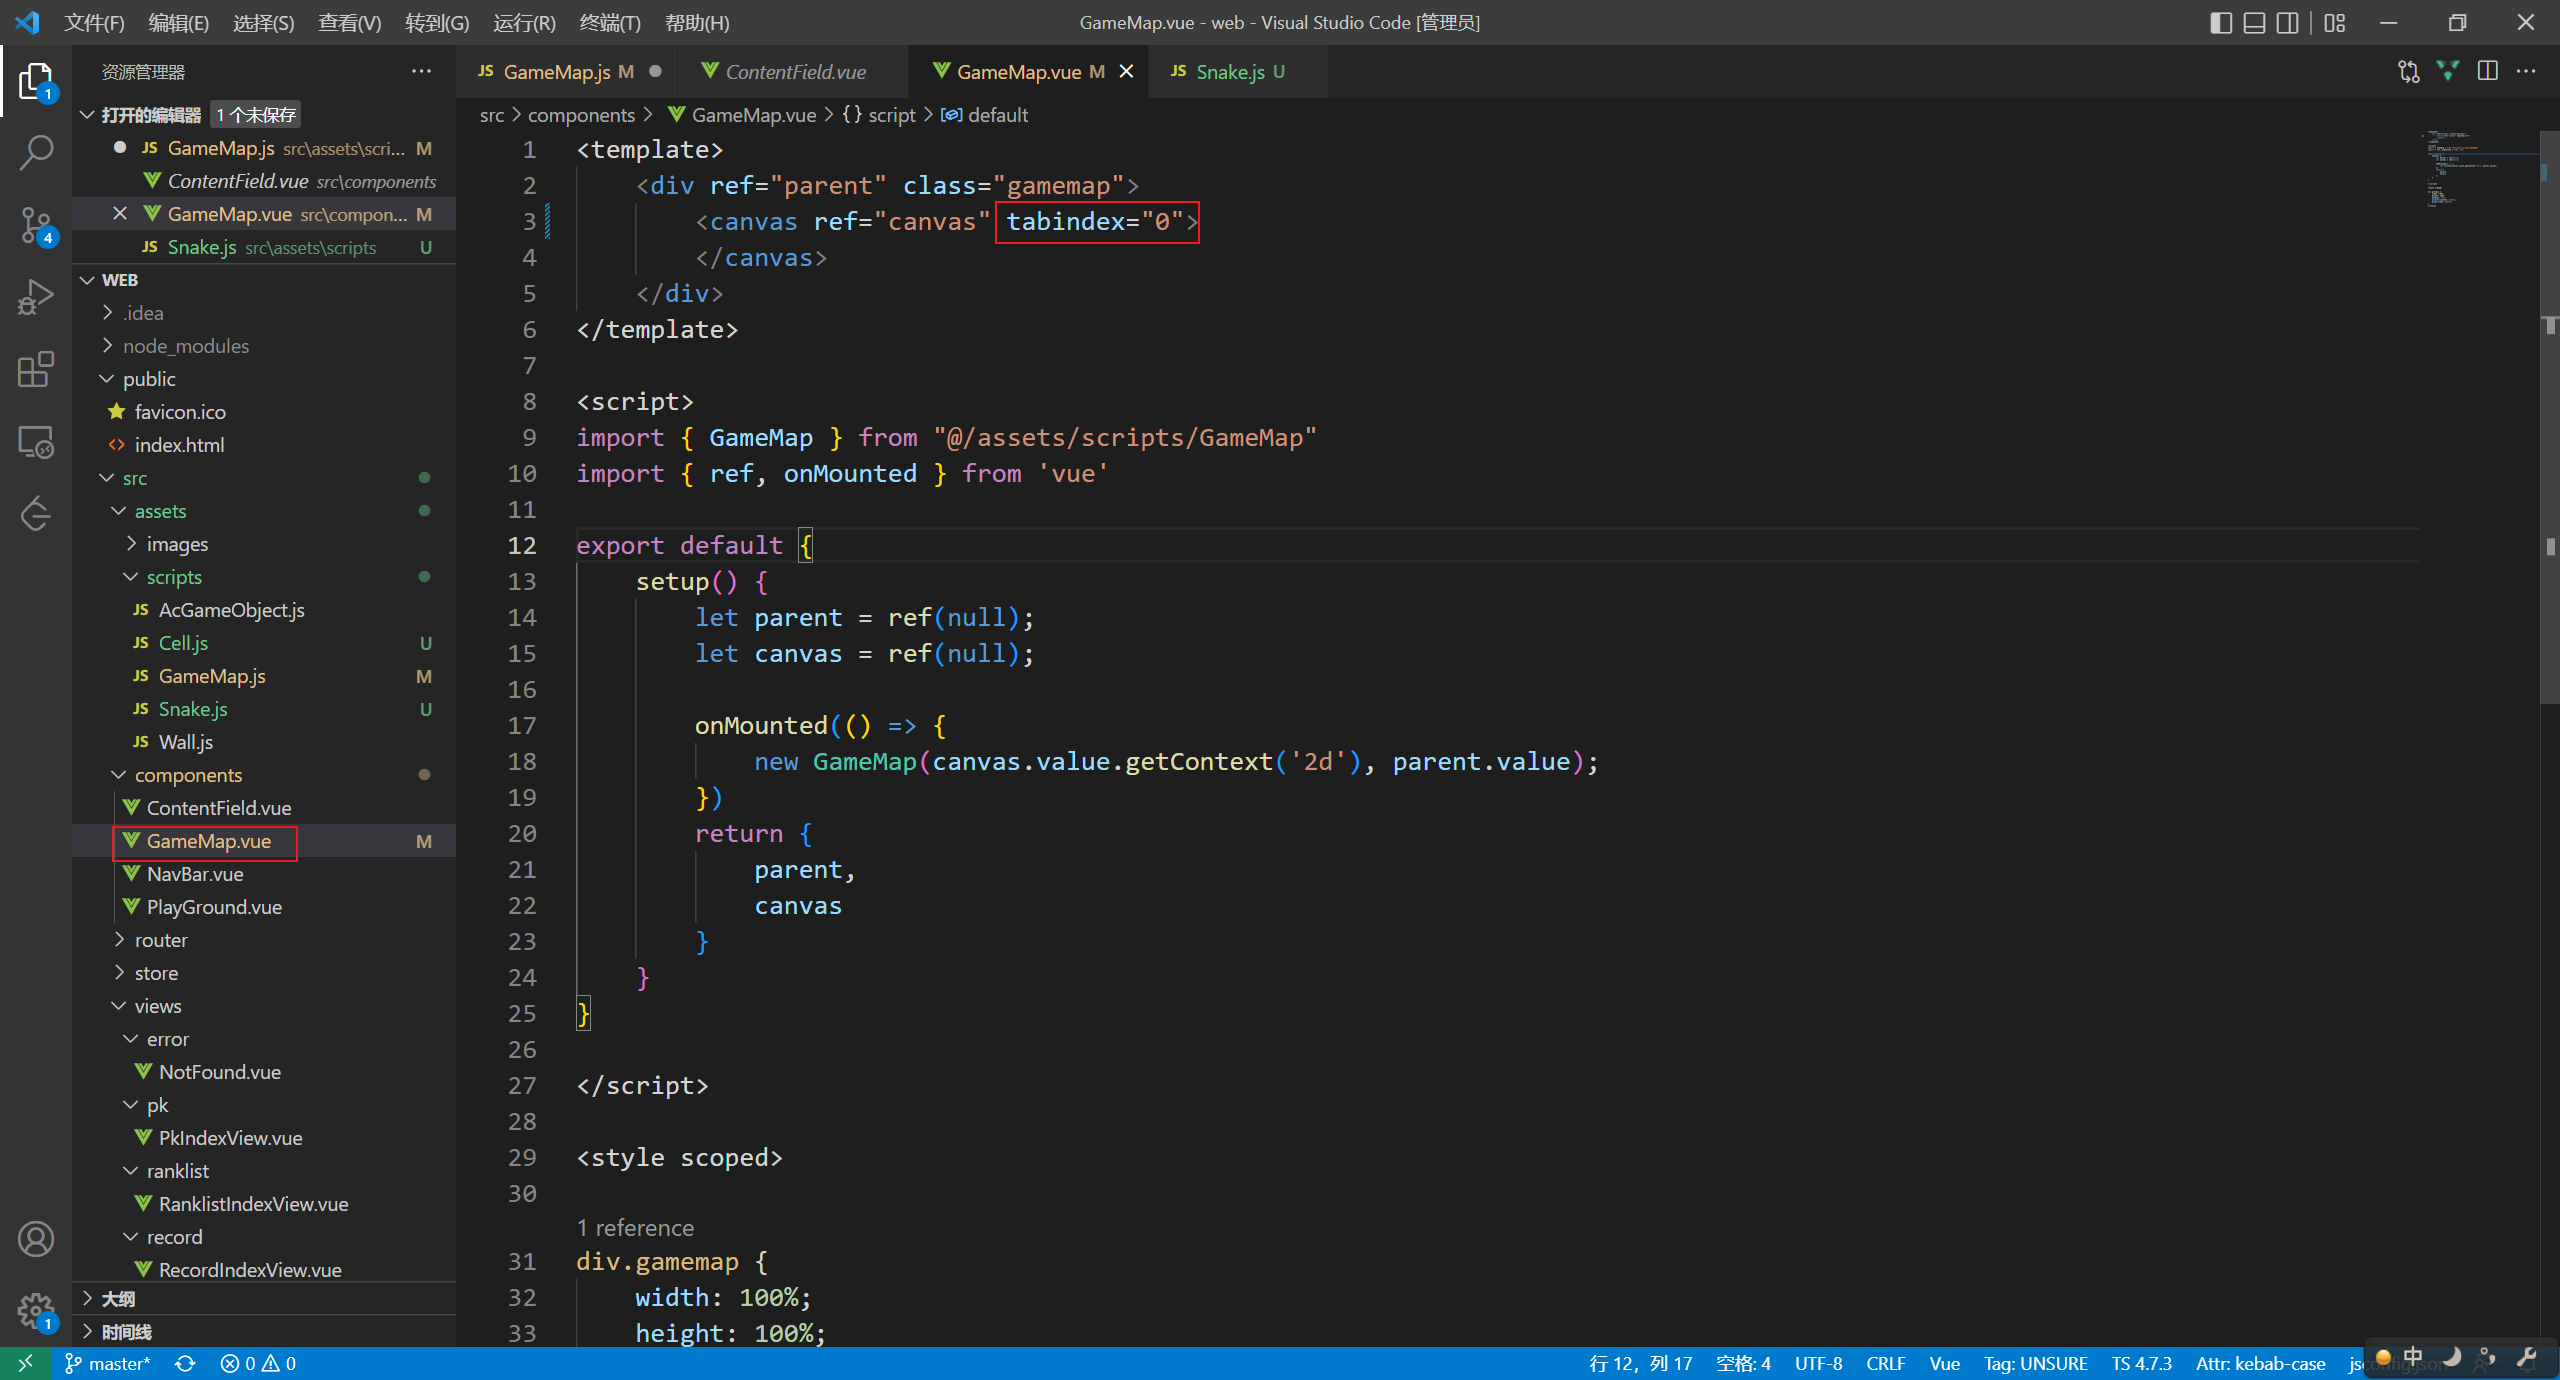 文件(F) 编辑(E) 选择(S) 查看(V) 转到(G) 运行(R) 终端(T) 帮助(H)
GameMap.vue - web - Visual Studio Code [管理员]
资源管理器
1
打开的编辑器 1 个未保存
JS GameMap.js src\assets\scri... M
ContentField.vue src\components
GameMap.vue src\compon... M
JS Snake.js src\assets\scripts U
4
WEB
.idea
node_modules
public
favicon.ico
index.html
src
assets
images
scripts
JS AcGameObject.js
JS Cell.js U
JS GameMap.js M
JS Snake.js U
JS Wall.js
components
ContentField.vue
GameMap.vue M
NavBar.vue
PlayGround.vue
router
store
views
error
NotFound.vue
pk
PkIndexView.vue
ranklist
RanklistIndexView.vue
record
RecordIndexView.vue
大纲
时间线
1
JS GameMap.js M ContentField.vue GameMap.vue M JS Snake.js U
src > components > GameMap.vue > {} script > default
1 <template>
2 <div ref="parent" class="gamemap">
3 <canvas ref="canvas" tabindex="0">
4 </canvas>
5 </div>
6 </template>
7
8 <script>
9 import { GameMap } from "@/assets/scripts/GameMap"
10 import { ref, onMounted } from 'vue'
11
12 export default {
13 setup() {
14 let parent = ref(null);
15 let canvas = ref(null);
16
17 onMounted(() => {
18 new GameMap(canvas.value.getContext('2d'), parent.value);
19 })
20 return {
21 parent,
22 canvas
23 }
24 }
25 }
26
27 </script>
28
29 <style scoped>
30
1 reference
31 div.gamemap {
32 width: 100%;
33 height: 100%;
master* 0 0 行 12，列 17 空格: 4 UTF-8 CRLF Vue Tag: UNSURE TS 4.7.3 Attr: kebab-case jsconfig.json 中